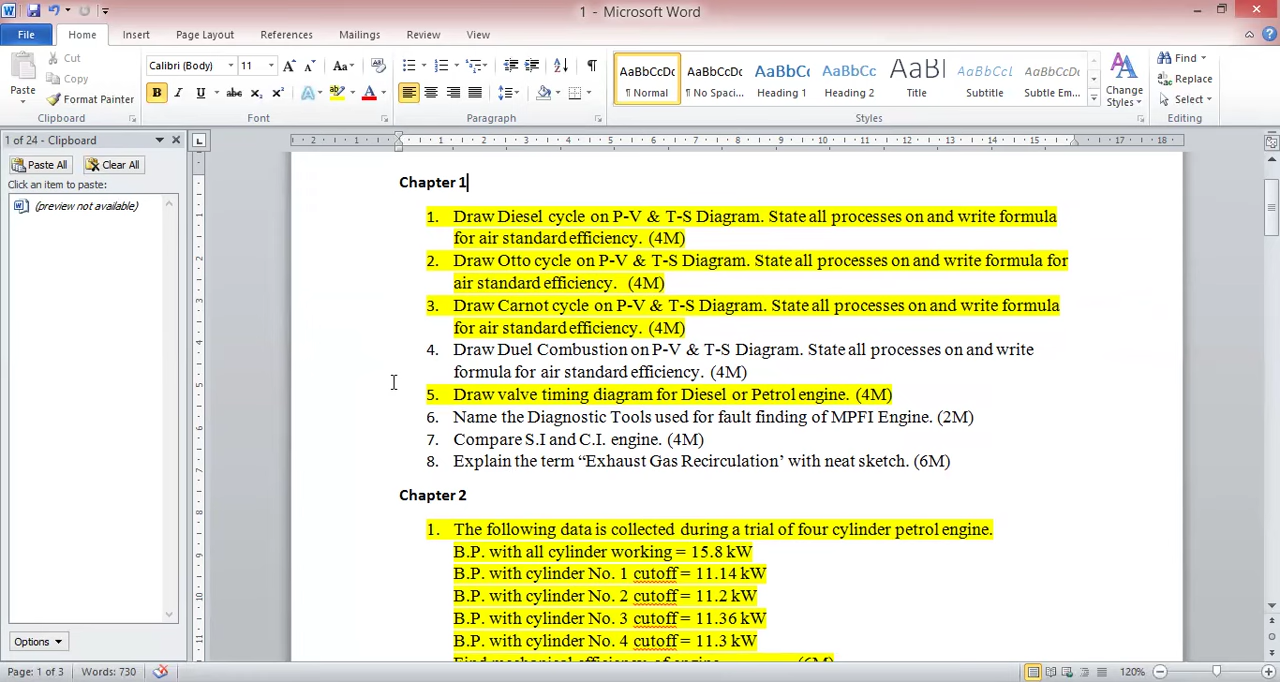 1 - Microsoft Word
File Home Insert Page Layout References Mailings Review View
Cut
Copy
Format Painter
Paste
Clipboard
Calibri (Body) 11
Font
Paragraph
AaBbCcDc AaBbCcDc AaBbCc AaBbCc AaBl AaBbCcDc AaBbCcDc
¶ Normal ¶ No Spaci... Heading 1 Heading 2 Title Subtitle Subtle Em...
Styles
Change Styles
Find
Replace
Select
Editing
1 of 24 - Clipboard
Paste All Clear All
Click an item to paste:
(preview not available)
Options
Chapter 1
1. Draw Diesel cycle on P-V & T-S Diagram. State all processes on and write formula
for air standard efficiency. (4M)
2. Draw Otto cycle on P-V & T-S Diagram. State all processes on and write formula for
air standard efficiency. (4M)
3. Draw Carnot cycle on P-V & T-S Diagram. State all processes on and write formula
for air standard efficiency. (4M)
4. Draw Duel Combustion on P-V & T-S Diagram. State all processes on and write
formula for air standard efficiency. (4M)
5. Draw valve timing diagram for Diesel or Petrol engine. (4M)
6. Name the Diagnostic Tools used for fault finding of MPFI Engine. (2M)
7. Compare S.I and C.I. engine. (4M)
8. Explain the term “Exhaust Gas Recirculation’ with neat sketch. (6M)
Chapter 2
1. The following data is collected during a trial of four cylinder petrol engine.
B.P. with all cylinder working = 15.8 kW
B.P. with cylinder No. 1 cutoff = 11.14 kW
B.P. with cylinder No. 2 cutoff = 11.2 kW
B.P. with cylinder No. 3 cutoff = 11.36 kW
B.P. with cylinder No. 4 cutoff = 11.3 kW
Find mechanical efficiency of engine. (6M)
Page: 1 of 3 Words: 730 120%